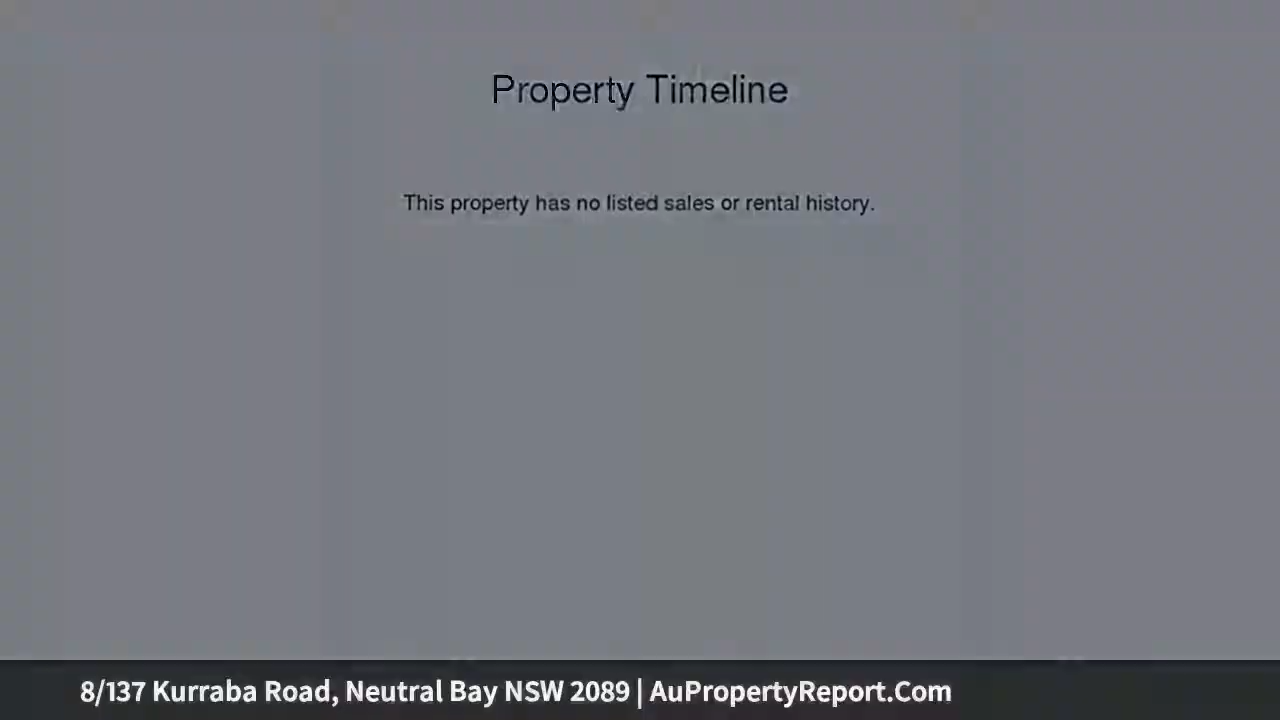 Property Timeline
This property has no listed sales or rental history.
8/137 Kurraba Road, Neutral Bay NSW 2089 | AuPropertyReport.Com